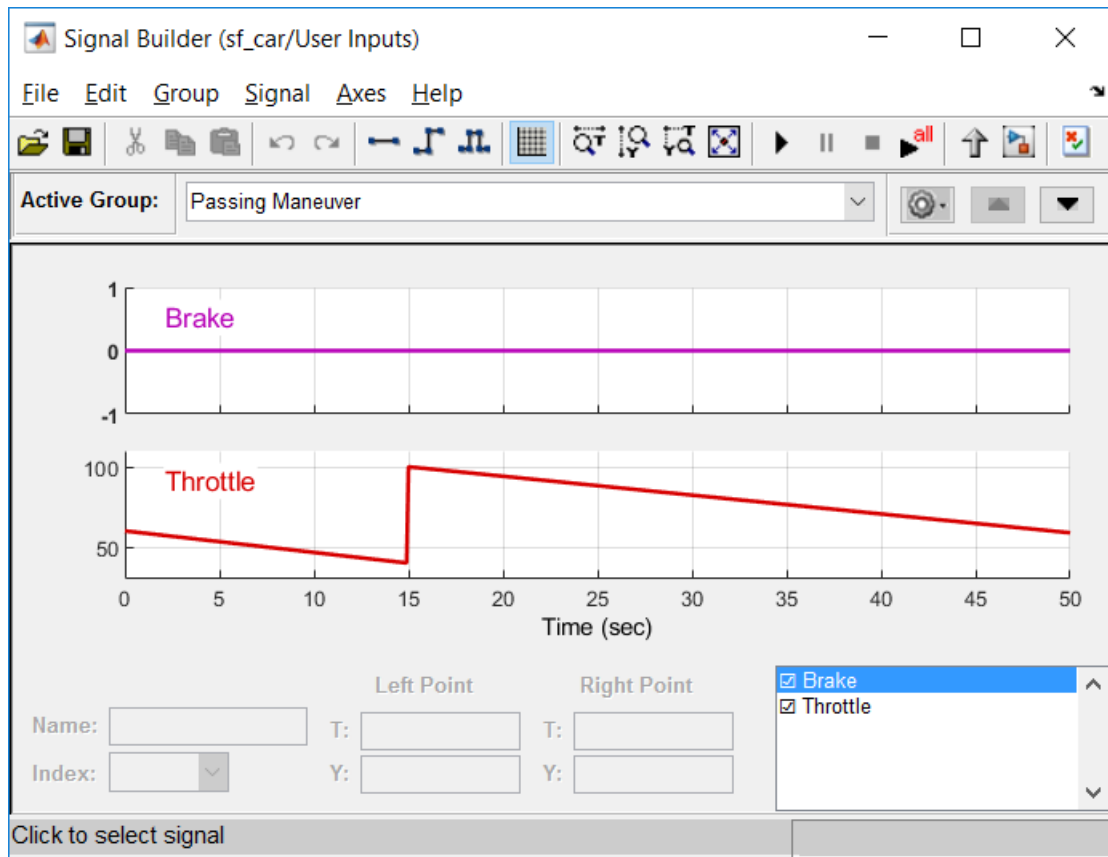 Signal Builder (sf_car/User Inputs)
File Edit Group Signal Axes Help
all
Active Group: Passing Maneuver
1
Brake
0
-1
100
Throttle
50
0 5 10 15 20 25 30 35 40 45 50
Time (sec)
Left Point Right Point
Name: T: T:
Index: Y: Y:
Brake
Throttle
Click to select signal